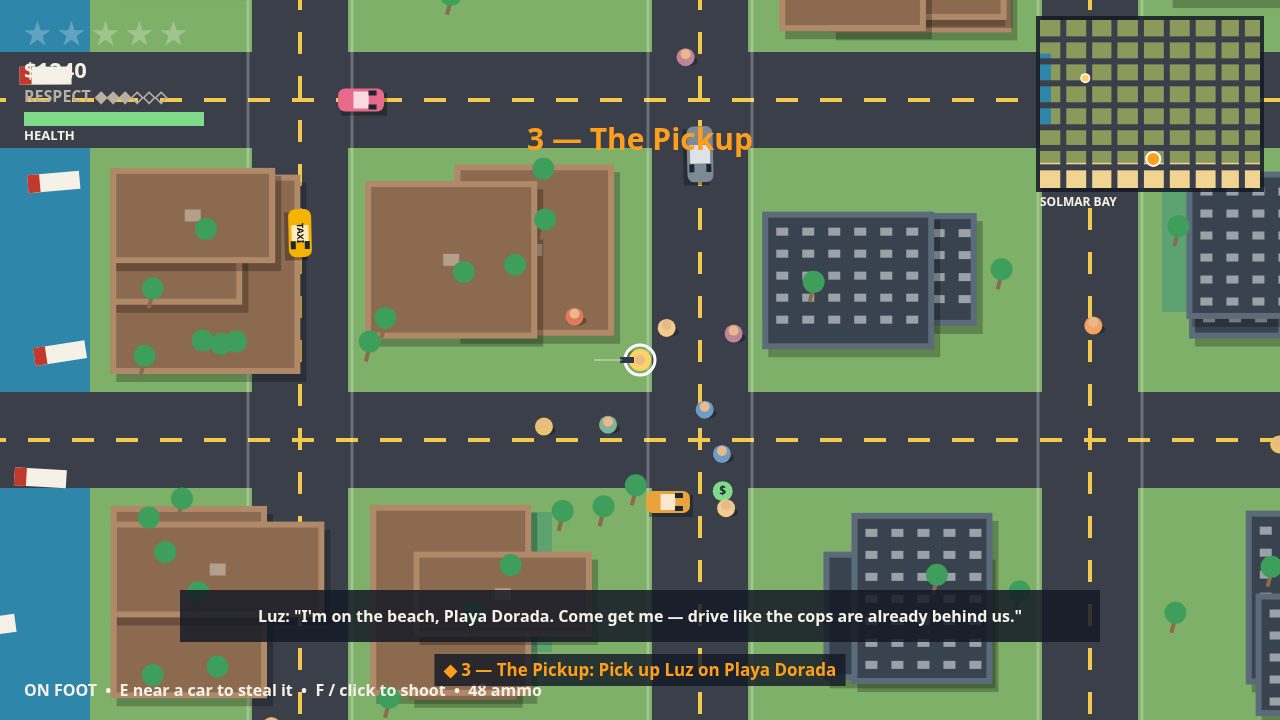 ★★★★★
$1240
RESPECT ◆◆◆◇◇◇
HEALTH
3 — The Pickup
SOLMAR BAY
TAXI
$
Luz: "I'm on the beach, Playa Dorada. Come get me — drive like the cops are already behind us."
◆ 3 — The Pickup: Pick up Luz on Playa Dorada
ON FOOT • E near a car to steal it • F / click to shoot • 48 ammo